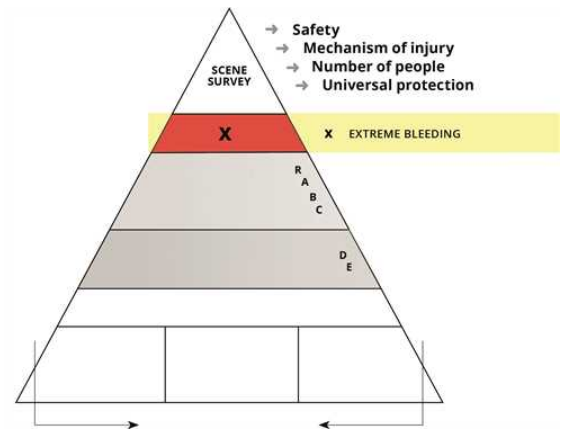 Safety
Mechanism of injury
Number of people
Universal protection
SCENE
SURVEY
X
X EXTREME BLEEDING
R
A
B
C
D
E